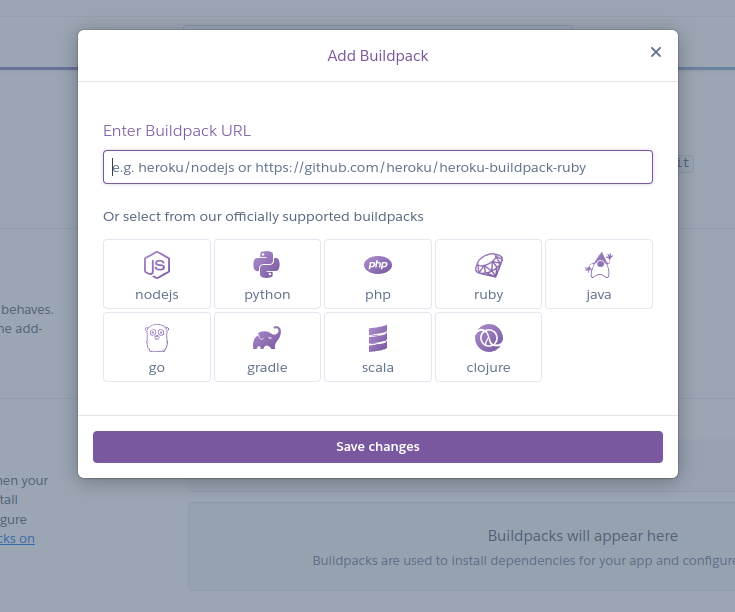 Add Buildpack
Enter Buildpack URL
e.g. heroku/nodejs or https://github.com/heroku/heroku-buildpack-ruby
it
Or select from our officially supported buildpacks
JS
php
nodejs
python
php
ruby
java
behaves.
ne add-
go
gradle
scala
clojure
Save changes
hen your
tall
gure
cks on
Buildpacks will appear here
Buildpacks are used to install dependencies for your app and configure